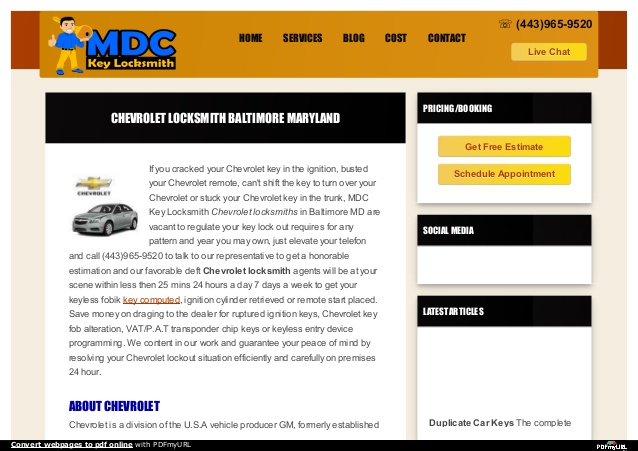 MDC
Key Locksmith
HOME SERVICES BLOG COST CONTACT
☏ (443)965-9520
Live Chat
CHEVROLET LOCKSMITH BALTIMORE MARYLAND
CHEVROLET
If you cracked your Chevrolet key in the ignition, busted
your Chevrolet remote, can't shift the key to turn over your
Chevrolet or stuck your Chevrolet key in the trunk, MDC
Key Locksmith Chevrolet locksmiths in Baltimore MD are
vacant to regulate your key lock out requires for any
pattern and year you may own, just elevate your telefon
and call (443)965-9520 to talk to our representative to get a honorable
estimation and our favorable deft Chevrolet locksmith agents will be at your
scene within less then 25 mins 24 hours a day 7 days a week to get your
keyless fobik key computed, ignition cylinder retrieved or remote start placed.
Save money on draging to the dealer for ruptured ignition keys, Chevrolet key
fob alteration, VAT/P.A.T transponder chip keys or keyless entry device
programming. We content in our work and guarantee your peace of mind by
resolving your Chevrolet lockout situation efficiently and carefully on premises
24 hour.
ABOUT CHEVROLET
Chevrolet is a division of the U.S.A vehicle producer GM, formerly established
PRICING/BOOKING
Get Free Estimate
Schedule Appointment
SOCIAL MEDIA
LATEST ARTICLES
Duplicate Car Keys The complete
Convert webpages to pdf online with PDFmyURL
PDFmyURL